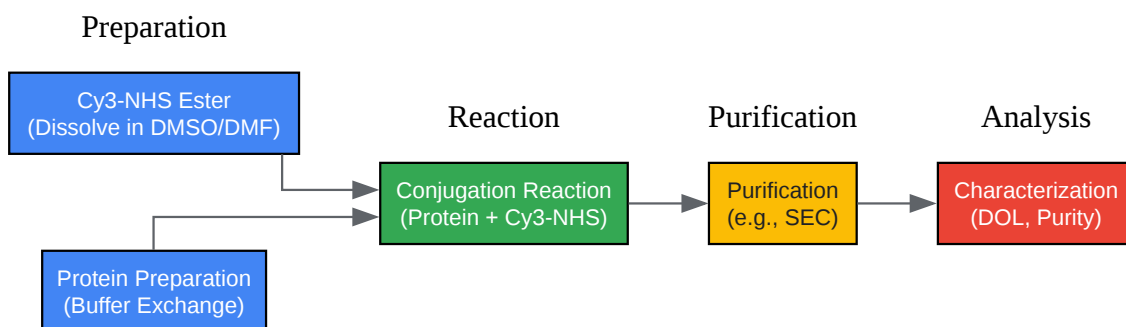 Preparation
Cy3-NHS Ester
(Dissolve in DMSO/DMF)
Protein Preparation
(Buffer Exchange)
Reaction
Conjugation Reaction
(Protein + Cy3-NHS)
Purification
Purification
(e.g., SEC)
Analysis
Characterization
(DOL, Purity)